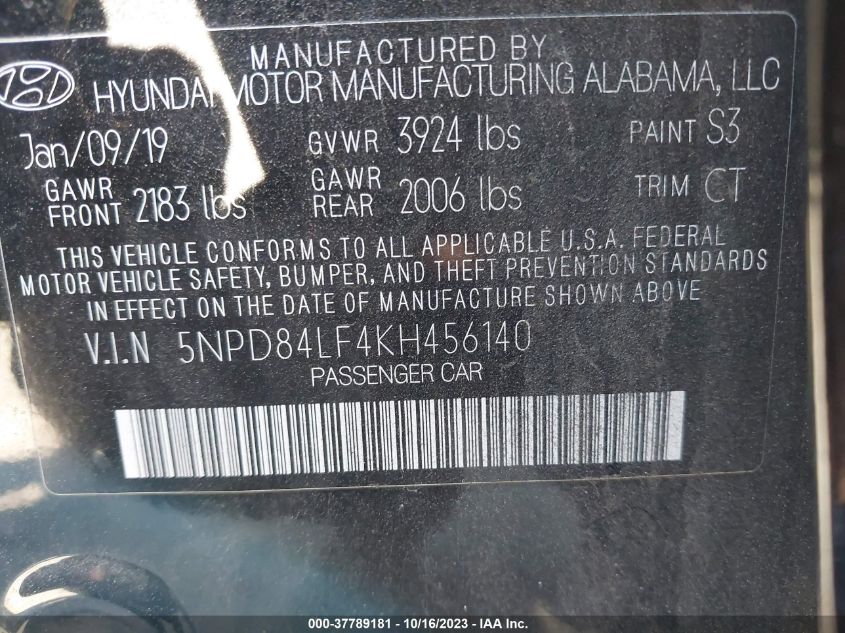 MANUFACTURED BY
HYUNDAI MOTOR MANUFACTURING ALABAMA, LLC
Jan/09/19 GVWR 3924 lbs PAINT S3
GAWR FRONT 2183 lbs GAWR REAR 2006 lbs TRIM CT
THIS VEHICLE CONFORMS TO ALL APPLICABLE U.S.A. FEDERAL
MOTOR VEHICLE SAFETY, BUMPER, AND THEFT PREVENTION STANDARDS
IN EFFECT ON THE DATE OF MANUFACTURE SHOWN ABOVE
V.I.N 5NPD84LF4KH456140
PASSENGER CAR
000-37789181 - 10/16/2023 - IAA Inc.